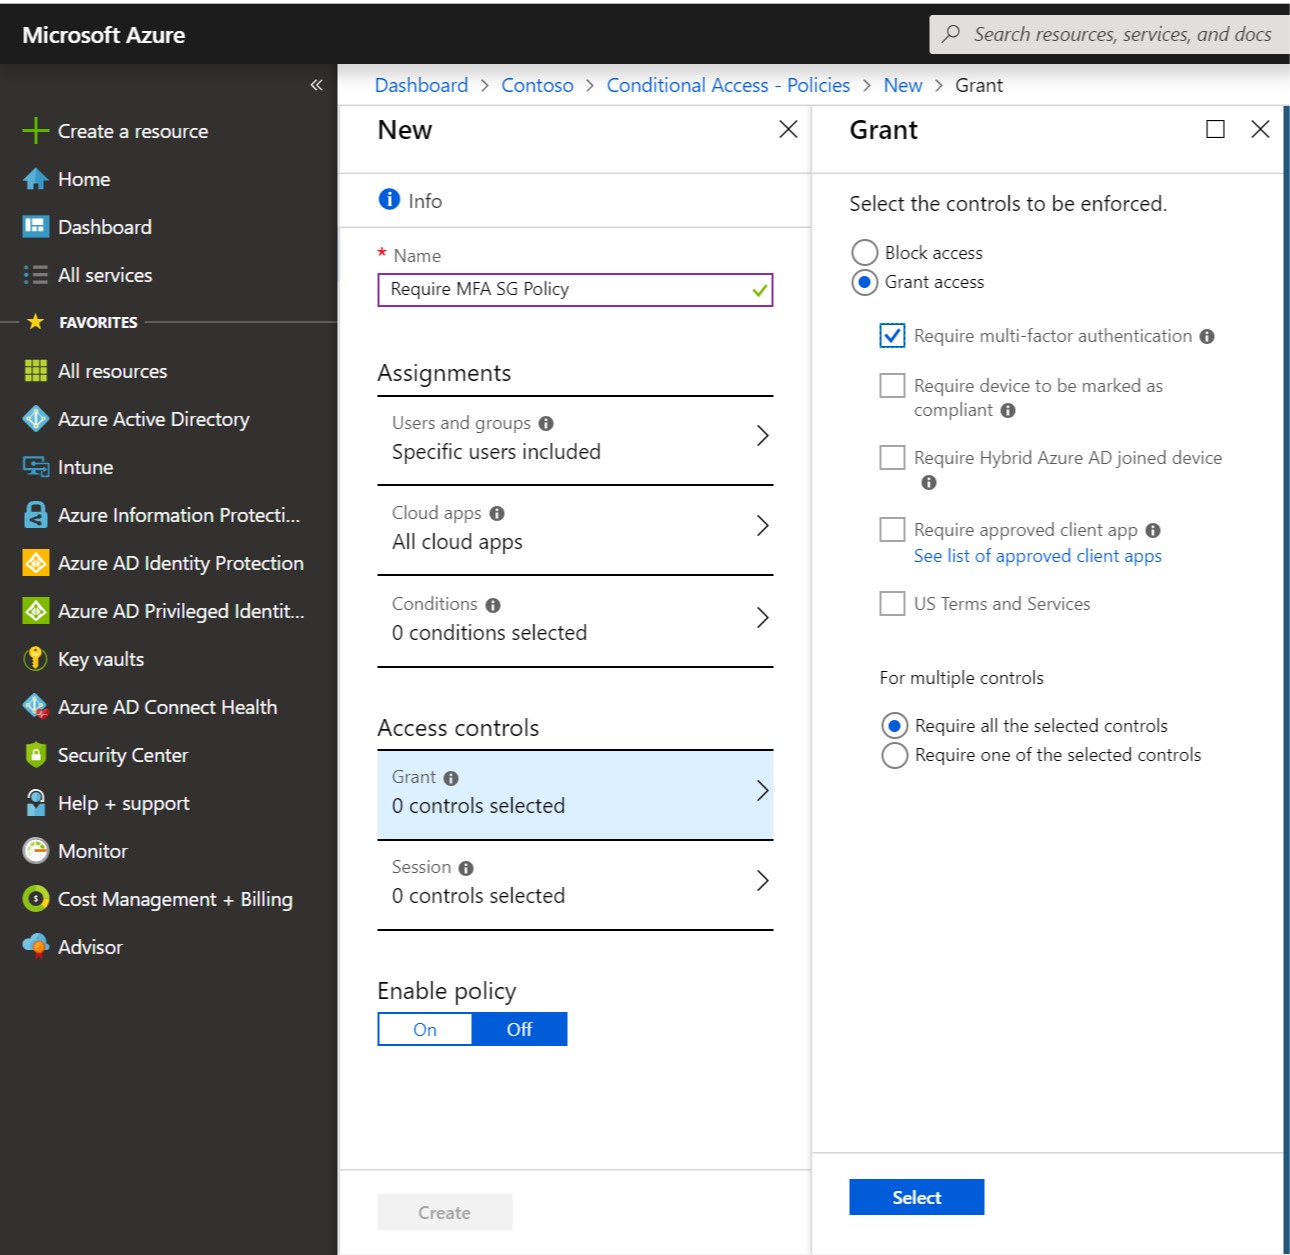 Microsoft Azure
Search resources, services, and docs
Create a resource
Home
Dashboard
All services
FAVORITES
All resources
Azure Active Directory
Intune
Azure Information Protecti...
Azure AD Identity Protection
Azure AD Privileged Identit...
Key vaults
Azure AD Connect Health
Security Center
Help + support
Monitor
Cost Management + Billing
Advisor
Dashboard > Contoso > Conditional Access - Policies > New > Grant
New
Info
* Name
Require MFA SG Policy
Assignments
Users and groups
Specific users included
Cloud apps
All cloud apps
Conditions
0 conditions selected
Access controls
Grant
0 controls selected
Session
0 controls selected
Enable policy
On Off
Create
Grant
Select the controls to be enforced.
Block access
Grant access
Require multi-factor authentication
Require device to be marked as
compliant
Require Hybrid Azure AD joined device
Require approved client app
See list of approved client apps
US Terms and Services
For multiple controls
Require all the selected controls
Require one of the selected controls
Select